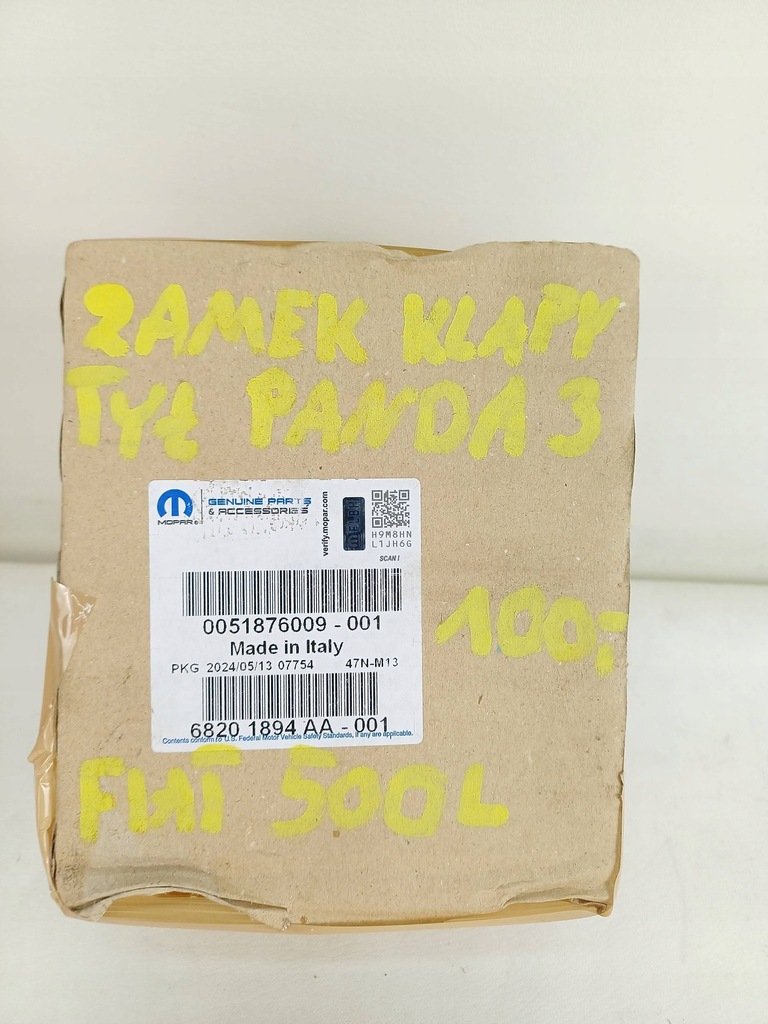 ZAMEK KLAPY
TYŁ PANDA 3
MOPAR
GENUINE PARTS
& ACCESSORIES
verify.mopar.com
H9M8HN
L1JH6G
SCAN!
0051876009 - 001
Made in Italy
PKG 2024/05/13 07754 47N-M13
6820 1894 AA - 001
Contents conform to U.S. Federal Motor Vehicle Safety Standards, if any are applicable.
100,-
FIAT 500L